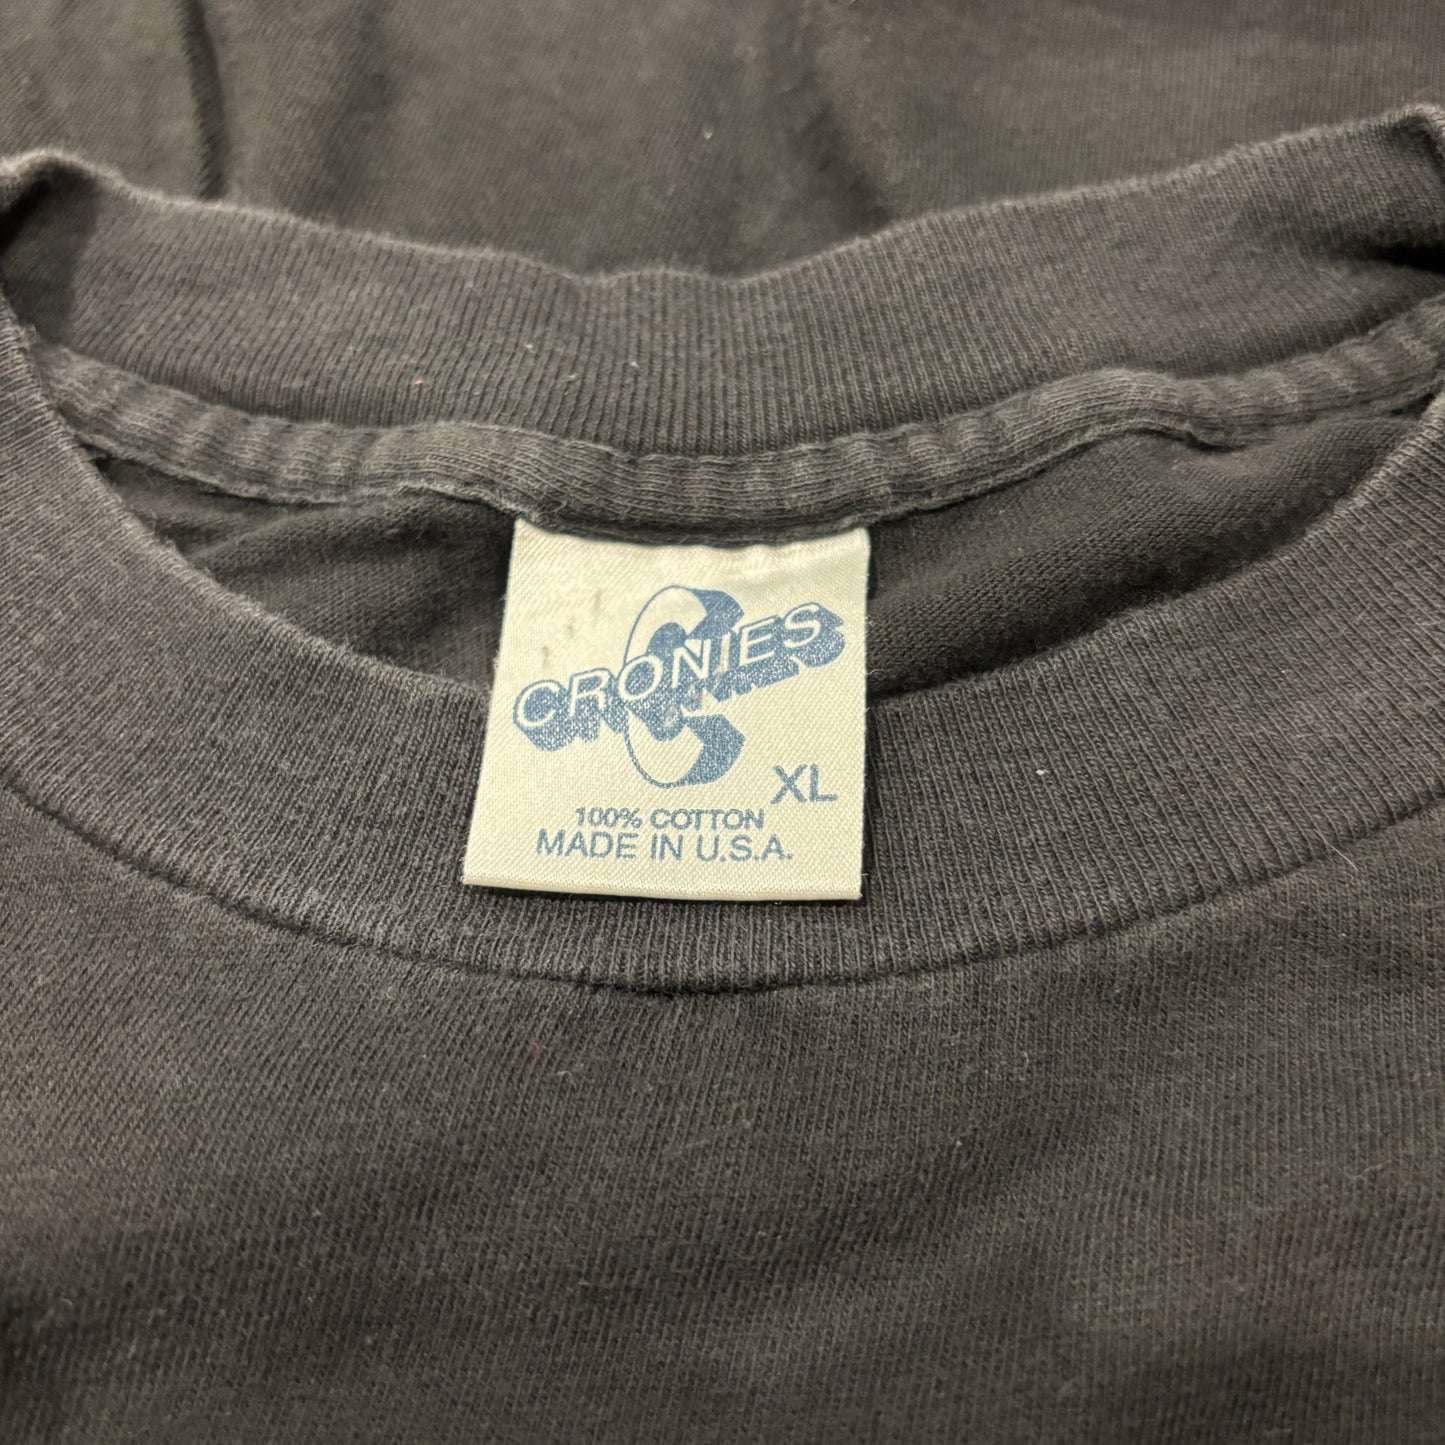 CRONIES
C
XL
100% COTTON
MADE IN U.S.A.